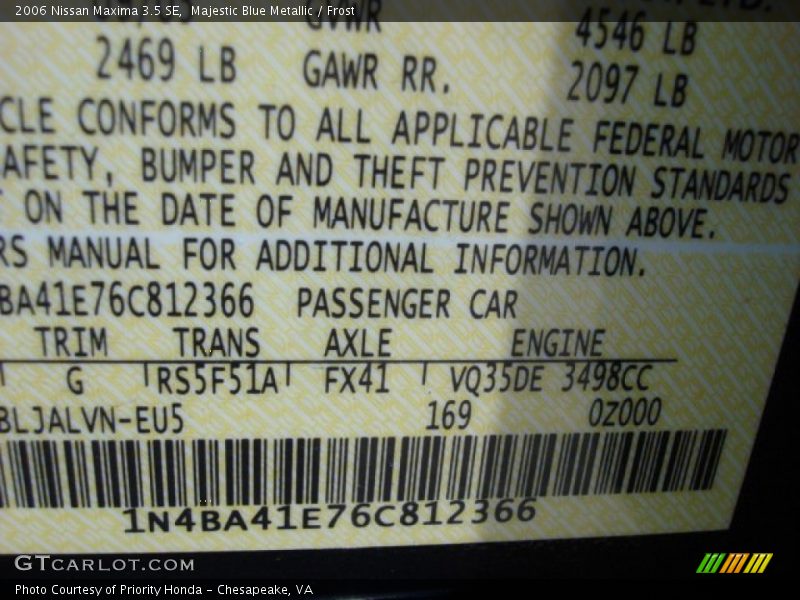 2006 Nissan Maxima 3.5 SE, Majestic Blue Metallic / Frost
GVWR 4546 LB
2469 LB GAWR RR. 2097 LB
CLE CONFORMS TO ALL APPLICABLE FEDERAL MOTOR
AFETY, BUMPER AND THEFT PREVENTION STANDARDS
ON THE DATE OF MANUFACTURE SHOWN ABOVE.
RS MANUAL FOR ADDITIONAL INFORMATION.
BA41E76C812366 PASSENGER CAR
TRIM TRANS AXLE ENGINE
G RS5F51A FX41 VQ35DE 3498CC
BLJALVN-EU5 169 0Z000
1N4BA41E76C812366
GTCARLOT.COM
Photo Courtesy of Priority Honda - Chesapeake, VA